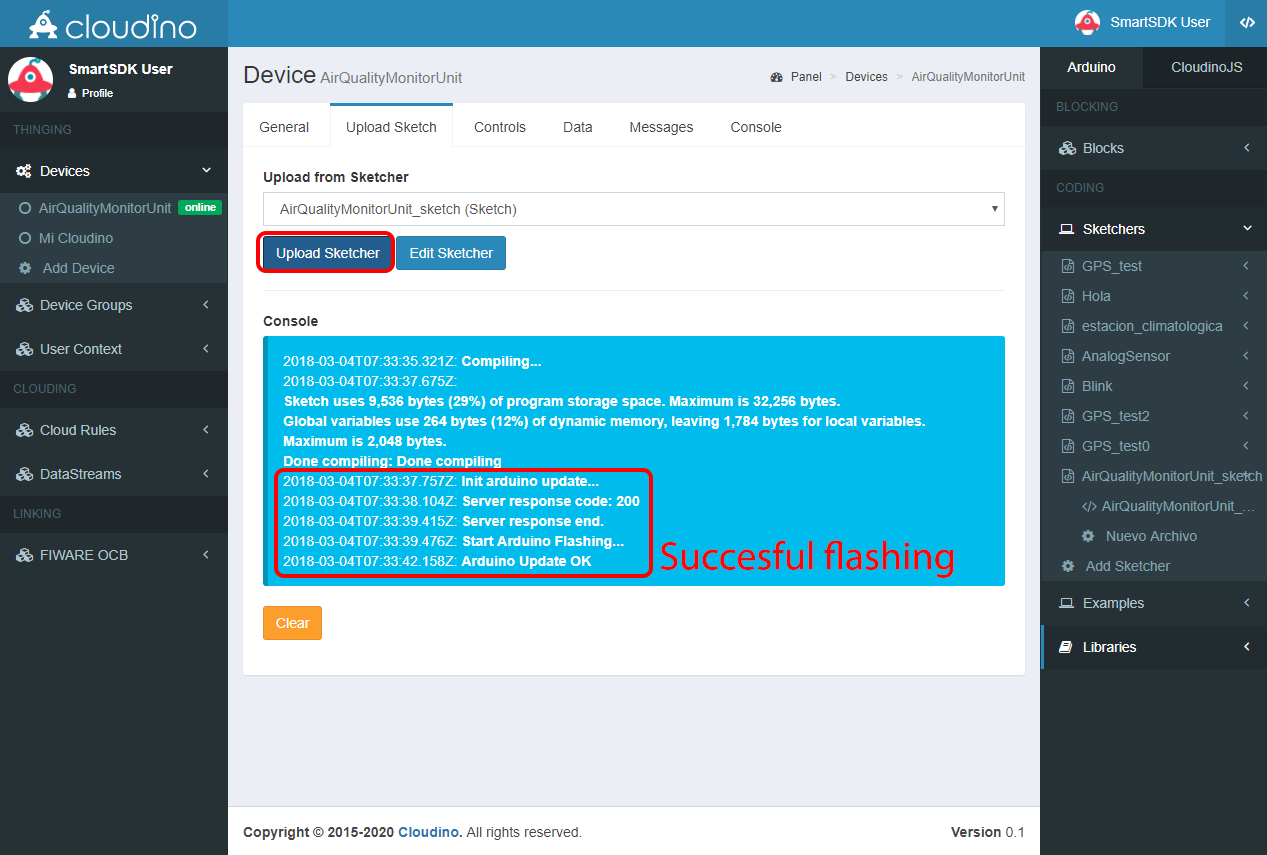 cloudino
SmartSDK User
SmartSDK User
Profile
THINGING
Devices
AirQualityMonitorUnit online
Mi Cloudino
Add Device
Device Groups
User Context
CLOUDING
Cloud Rules
DataStreams
LINKING
FIWARE OCB
Device AirQualityMonitorUnit
Panel > Devices > AirQualityMonitorUnit
General Upload Sketch Controls Data Messages Console
Upload from Sketcher
AirQualityMonitorUnit_sketch (Sketch)
Upload Sketcher Edit Sketcher
Console
2018-03-04T07:33:35.321Z: Compiling...
2018-03-04T07:33:37.675Z:
Sketch uses 9,536 bytes (29%) of program storage space. Maximum is 32,256 bytes.
Global variables use 264 bytes (12%) of dynamic memory, leaving 1,784 bytes for local variables.
Maximum is 2,048 bytes.
Done compiling: Done compiling
2018-03-04T07:33:37.757Z: Init arduino update...
2018-03-04T07:33:38.104Z: Server response code: 200
2018-03-04T07:33:39.415Z: Server response end.
2018-03-04T07:33:39.476Z: Start Arduino Flashing...
2018-03-04T07:33:42.158Z: Arduino Update OK
Succesful flashing
Clear
Copyright © 2015-2020 Cloudino. All rights reserved.
Version 0.1
Arduino CloudinoJS
BLOCKING
Blocks
CODING
Sketchers
GPS_test
Hola
estacion_climatologica
AnalogSensor
Blink
GPS_test2
GPS_test0
AirQualityMonitorUnit_sketch
</> AirQualityMonitorUnit_...
Nuevo Archivo
Add Sketcher
Examples
Libraries